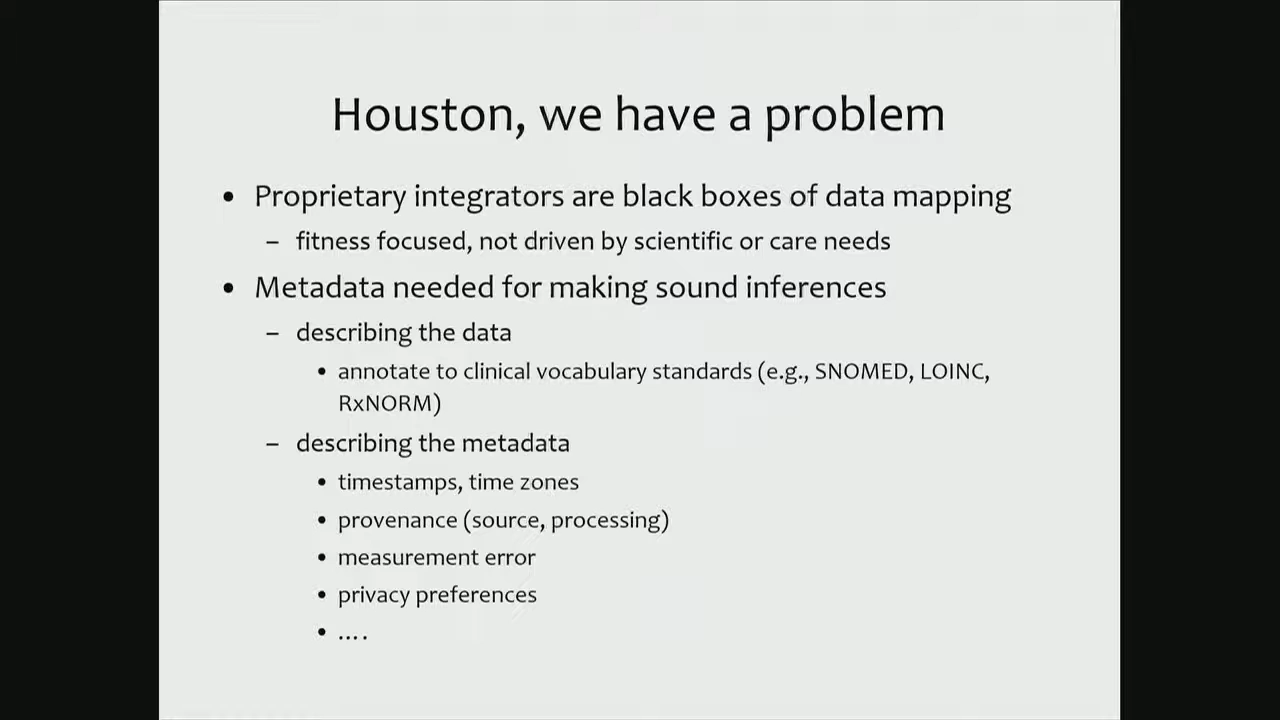 Houston, we have a problem
• Proprietary integrators are black boxes of data mapping
– fitness focused, not driven by scientific or care needs
• Metadata needed for making sound inferences
– describing the data
• annotate to clinical vocabulary standards (e.g., SNOMED, LOINC,
RxNORM)
– describing the metadata
• timestamps, time zones
• provenance (source, processing)
• measurement error
• privacy preferences
• ....